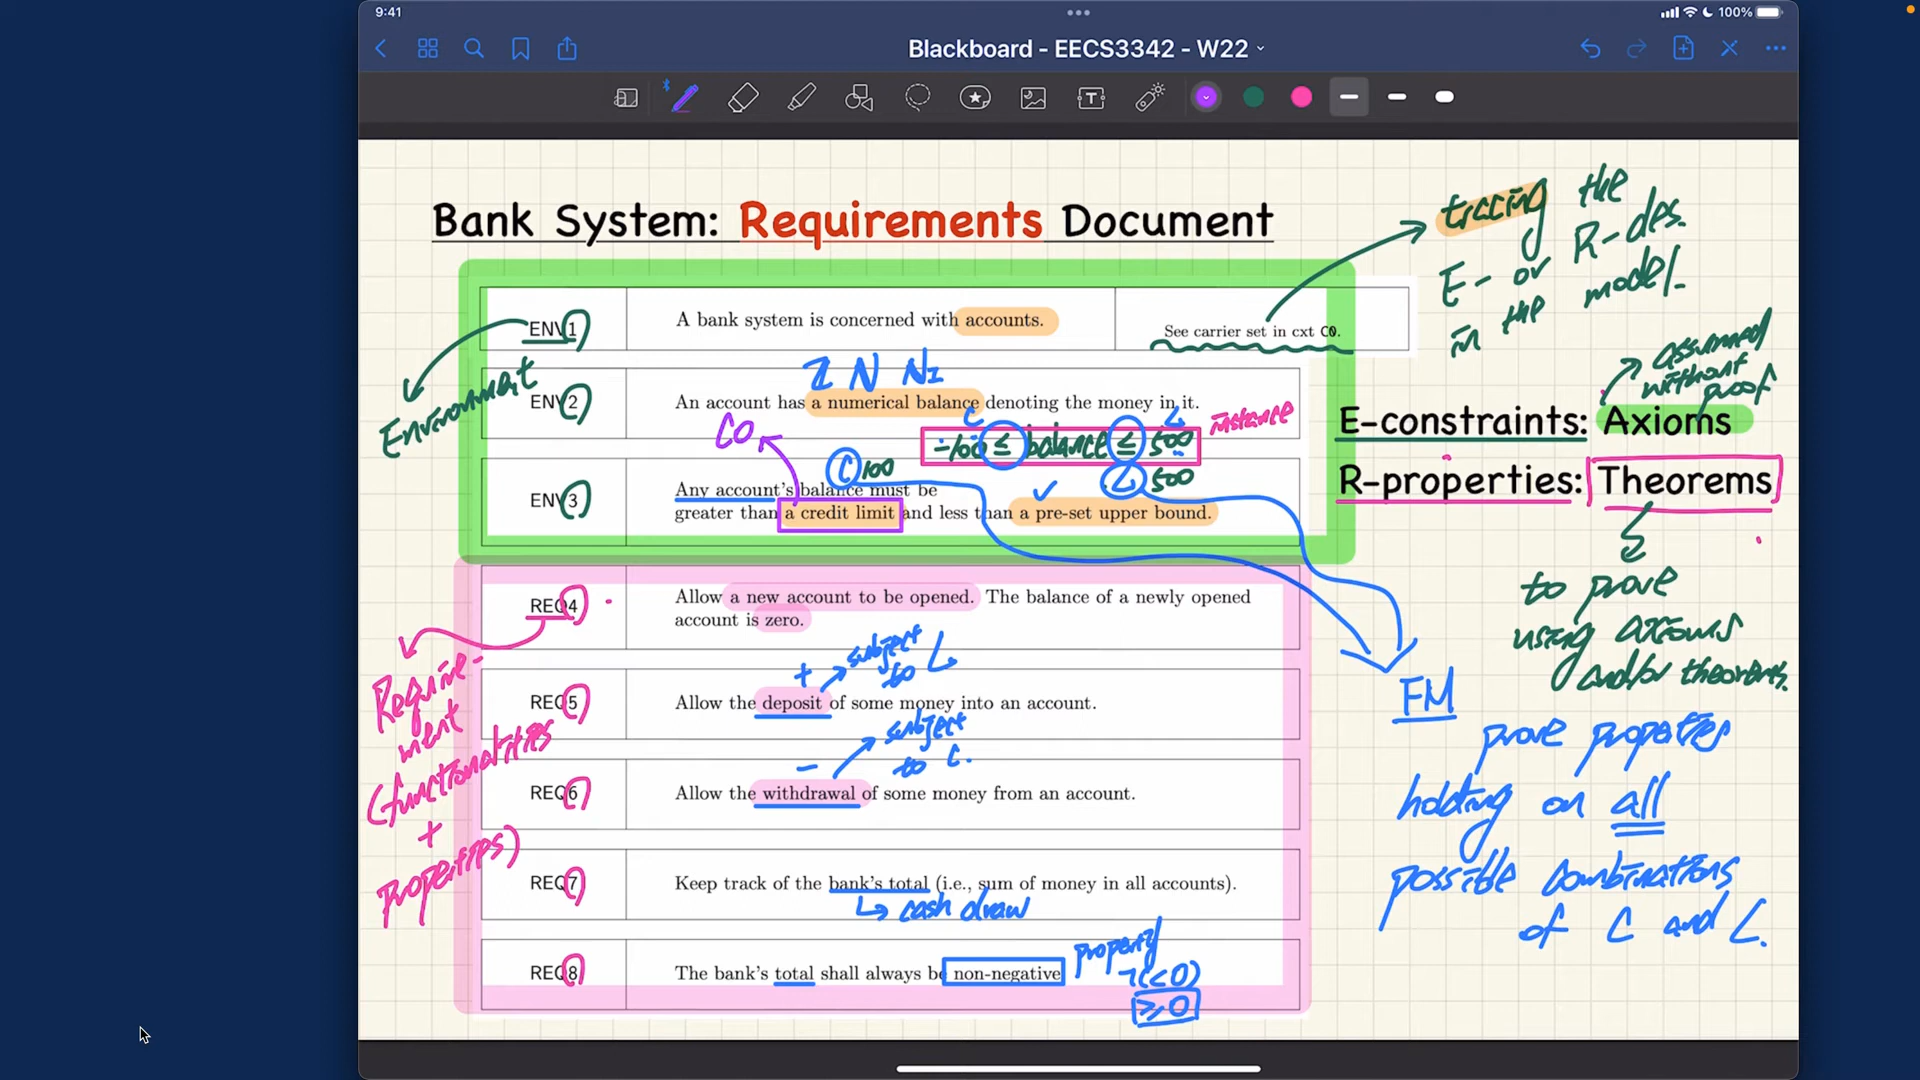 9:41
100%
Blackboard - EECS3342 - W22
Bank System: Requirements Document
tracing the
E- or R-des.
in the model.
ENV1
A bank system is concerned with accounts.
See carrier set in cxt C0.
Environment
Z N N1
ENV2
An account has a numerical balance denoting the money in it.
C0
C
L
-100 ≤ balance ≤ 500
instance
C 100
L 500
ENV3
Any account's balance must be
greater than a credit limit and less than a pre-set upper bound.
assumed
without
proof
E-constraints: Axioms
R-properties: Theorems
to prove
using axioms
and/or theorems.
REQ4
Allow a new account to be opened. The balance of a newly opened
account is zero.
Require-
ment
(functionalities
+
properties)
+ subject
to L
REQ5
Allow the deposit of some money into an account.
- subject
to C.
REQ6
Allow the withdrawal of some money from an account.
REQ7
Keep track of the bank's total (i.e., sum of money in all accounts).
cash draw
REQ8
The bank's total shall always be non-negative
property
¬(<0)
≥0
FM
prove properties
holding on all
possible combinations
of C and L.